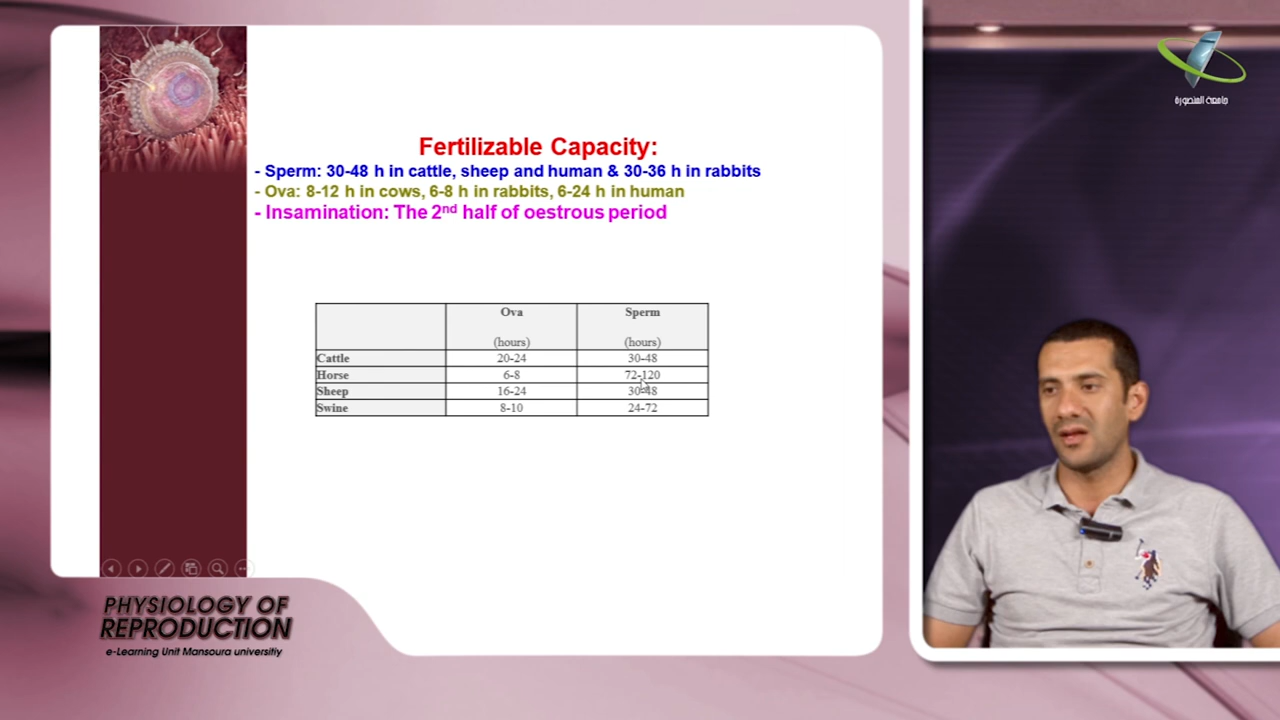 Fertilizable Capacity:
- Sperm: 30-48 h in cattle, sheep and human & 30-36 h in rabbits
- Ova: 8-12 h in cows, 6-8 h in rabbits, 6-24 h in human
- Insamination: The 2nd half of oestrous period
Ova Sperm
(hours) (hours)
Cattle 20-24 30-48
Horse 6-8 72-120
Sheep 16-24 30-48
Swine 8-10 24-72
PHYSIOLOGY OF
REPRODUCTION
e-Learning Unit Mansoura universitiy
جامعة المنصورة